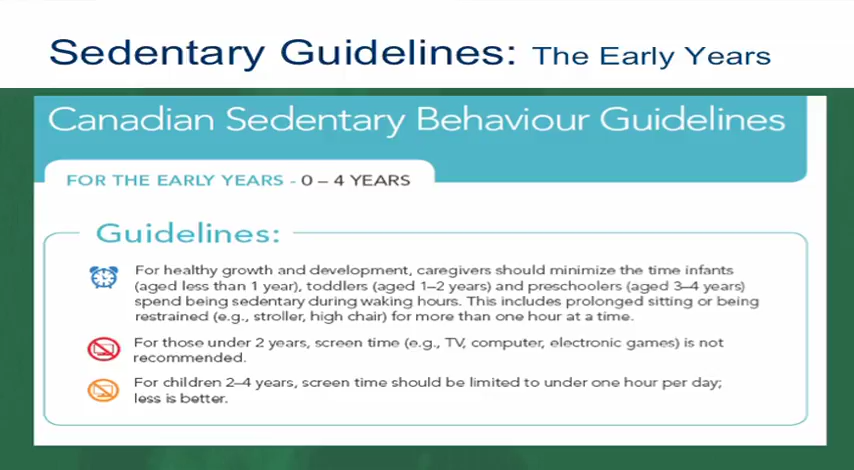 Sedentary Guidelines: The Early Years
Canadian Sedentary Behaviour Guidelines
FOR THE EARLY YEARS - 0 – 4 YEARS
Guidelines:
For healthy growth and development, caregivers should minimize the time infants
(aged less than 1 year), toddlers (aged 1–2 years) and preschoolers (aged 3–4 years)
spend being sedentary during waking hours. This includes prolonged sitting or being
restrained (e.g., stroller, high chair) for more than one hour at a time.
For those under 2 years, screen time (e.g., TV, computer, electronic games) is not
recommended.
For children 2–4 years, screen time should be limited to under one hour per day;
less is better.